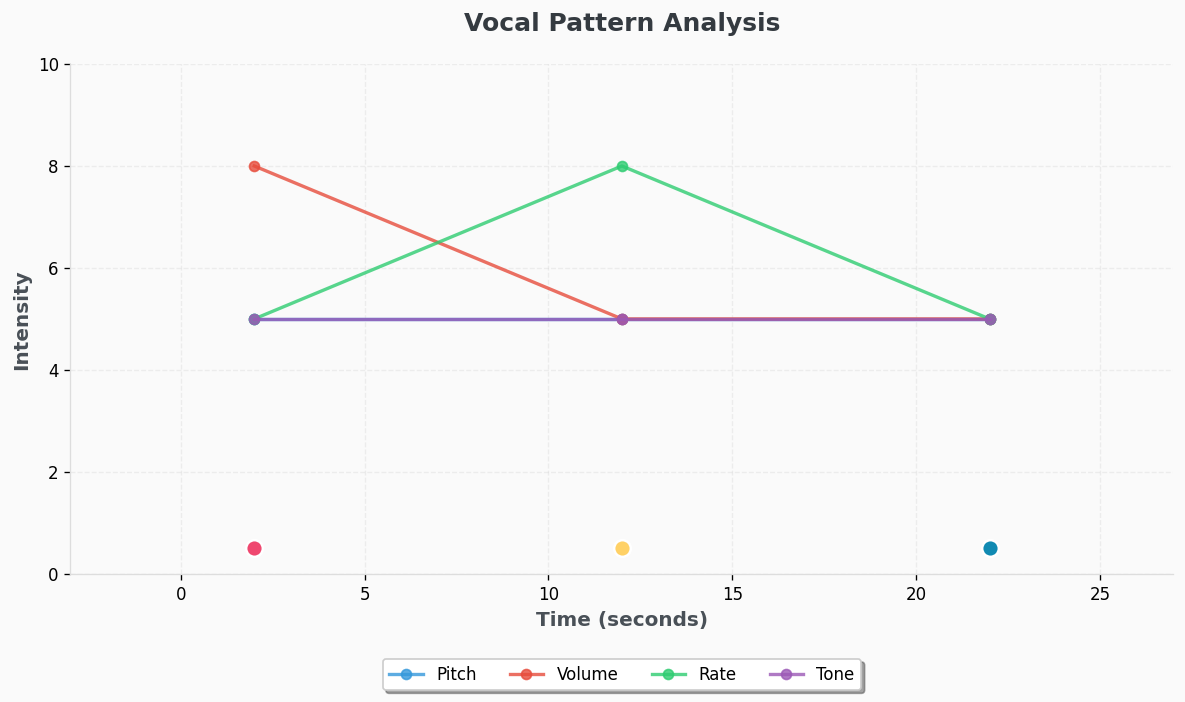 Vocal Pattern Analysis
10
8
6
4
2
0
Intensity
0 5 10 15 20 25
Time (seconds)
Pitch Volume Rate Tone